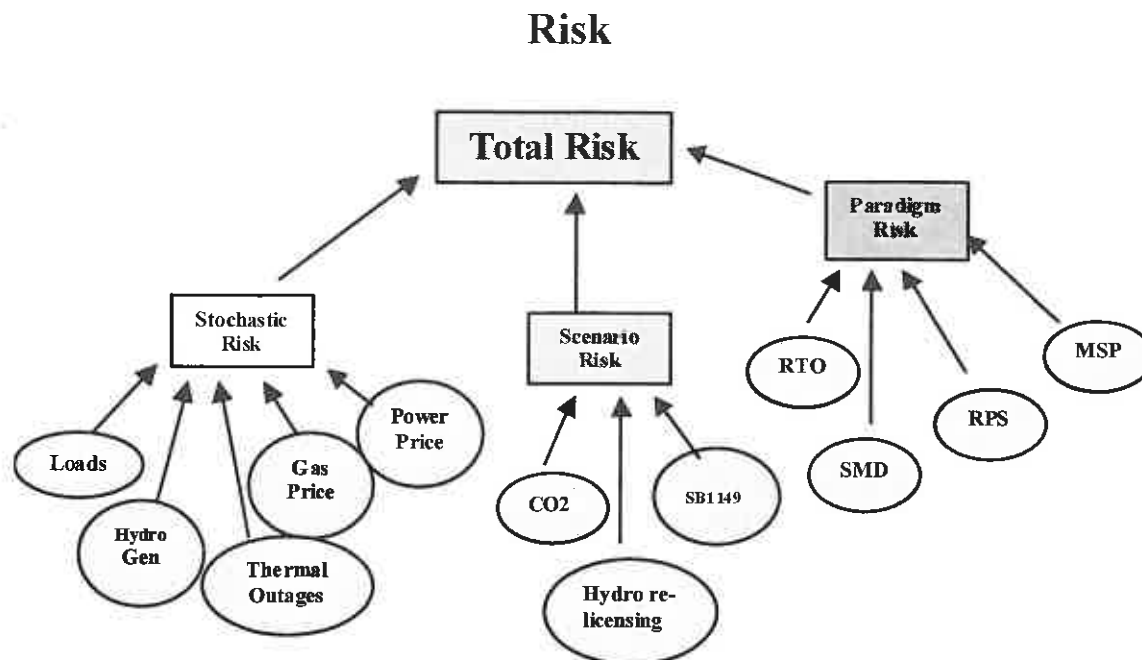 Risk
Total Risk
Paradigm
Risk
Stochastic
Risk
Scenario
Risk
RTO
MSP
Power
Price
RPS
Loads
Gas
Price
SMD
CO2
SB1149
Hydro
Gen
Thermal
Outages
Hydro re-
licensing